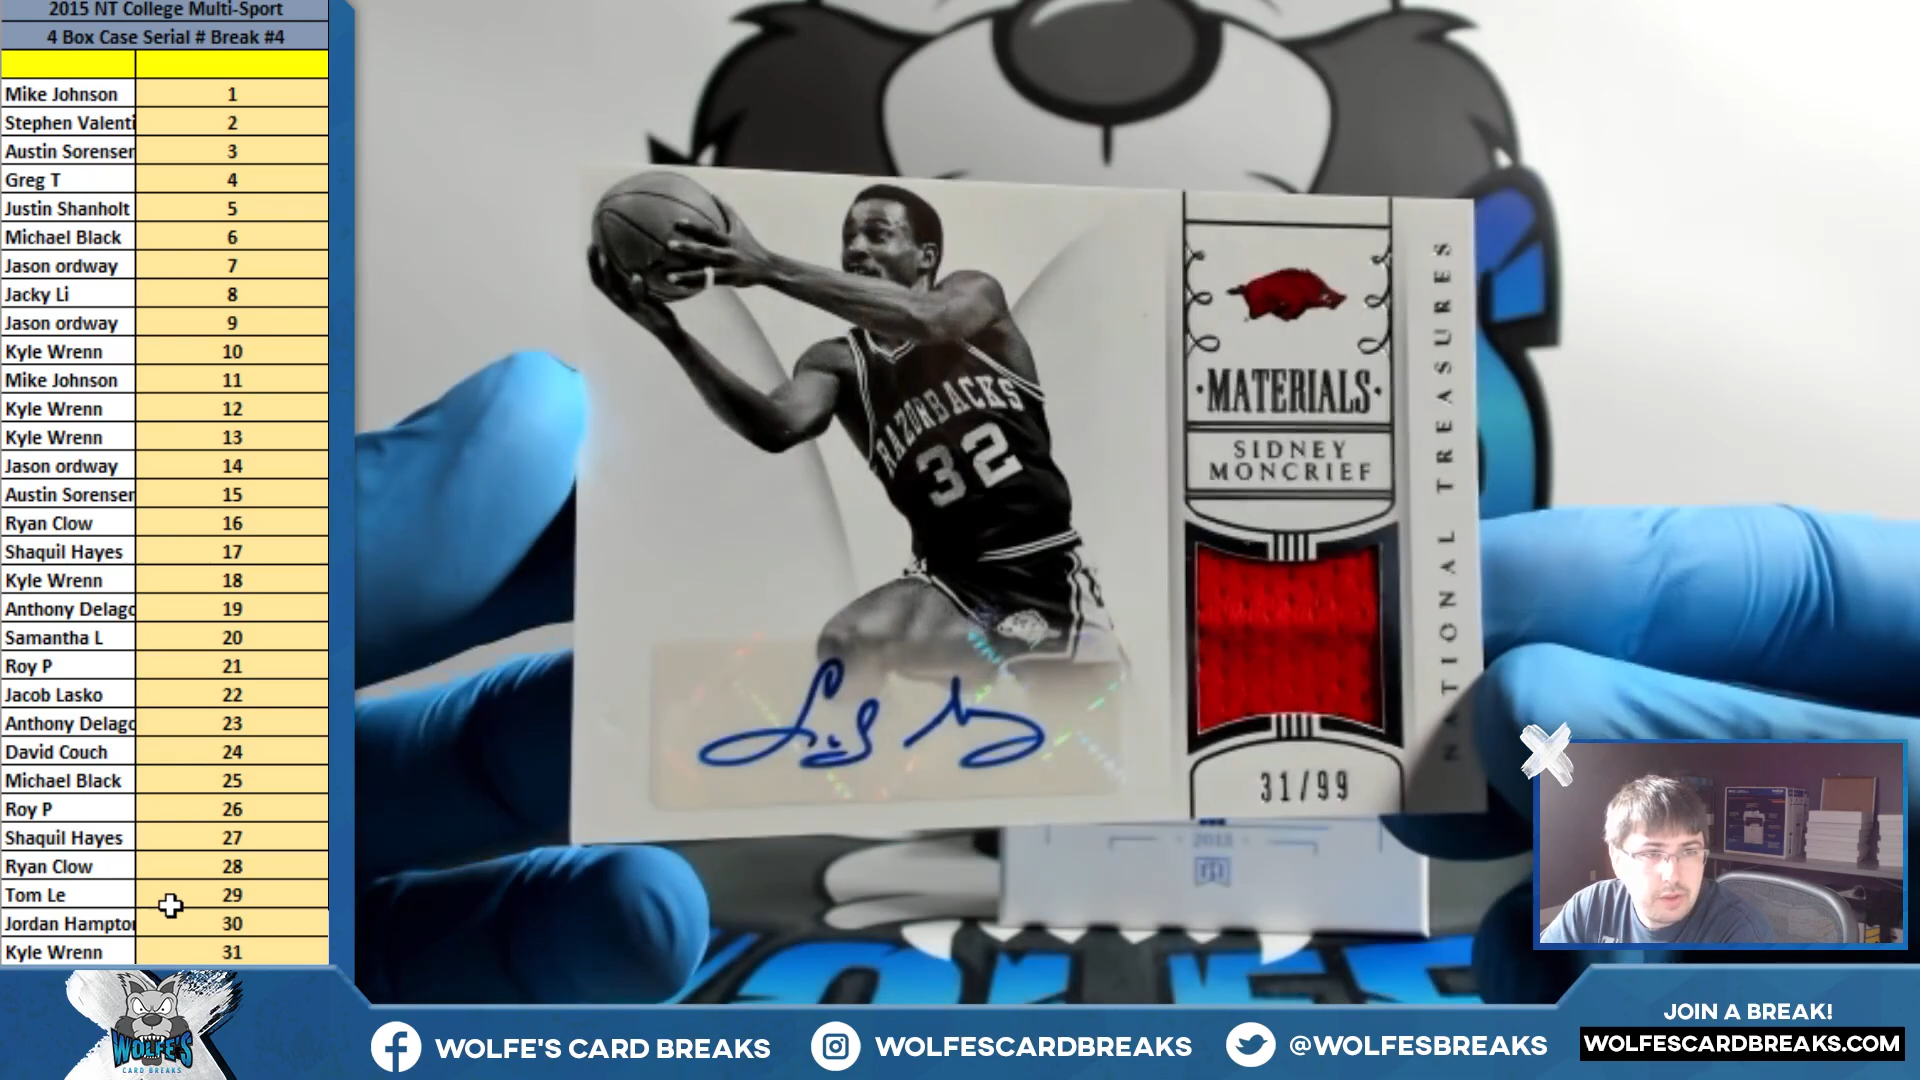 2015 NT College Multi-Sport
4 Box Case Serial # Break #4
Mike Johnson 1
Stephen Valenti 2
Austin Sorensen 3
Greg T 4
Justin Shanholt 5
Michael Black 6
Jason ordway 7
Jacky Li 8
Jason ordway 9
Kyle Wrenn 10
Mike Johnson 11
Kyle Wrenn 12
Kyle Wrenn 13
Jason ordway 14
Austin Sorensen 15
Ryan Clow 16
Shaquil Hayes 17
Kyle Wrenn 18
Anthony Delago 19
Samantha L 20
Roy P 21
Jacob Lasko 22
Anthony Delago 23
David Couch 24
Michael Black 25
Roy P 26
Shaquil Hayes 27
Ryan Clow 28
Tom Le 29
Jordan Hampton 30
Kyle Wrenn 31
RAZORBACKS
32
·MATERIALS·
SIDNEY
MONCRIEF
31/99
NATIONAL TREASURES
2015
WOLFE'S
CARD BREAKS
WOLFE'S CARD BREAKS
WOLFESCARDBREAKS
@WOLFESBREAKS
JOIN A BREAK!
WOLFESCARDBREAKS.COM